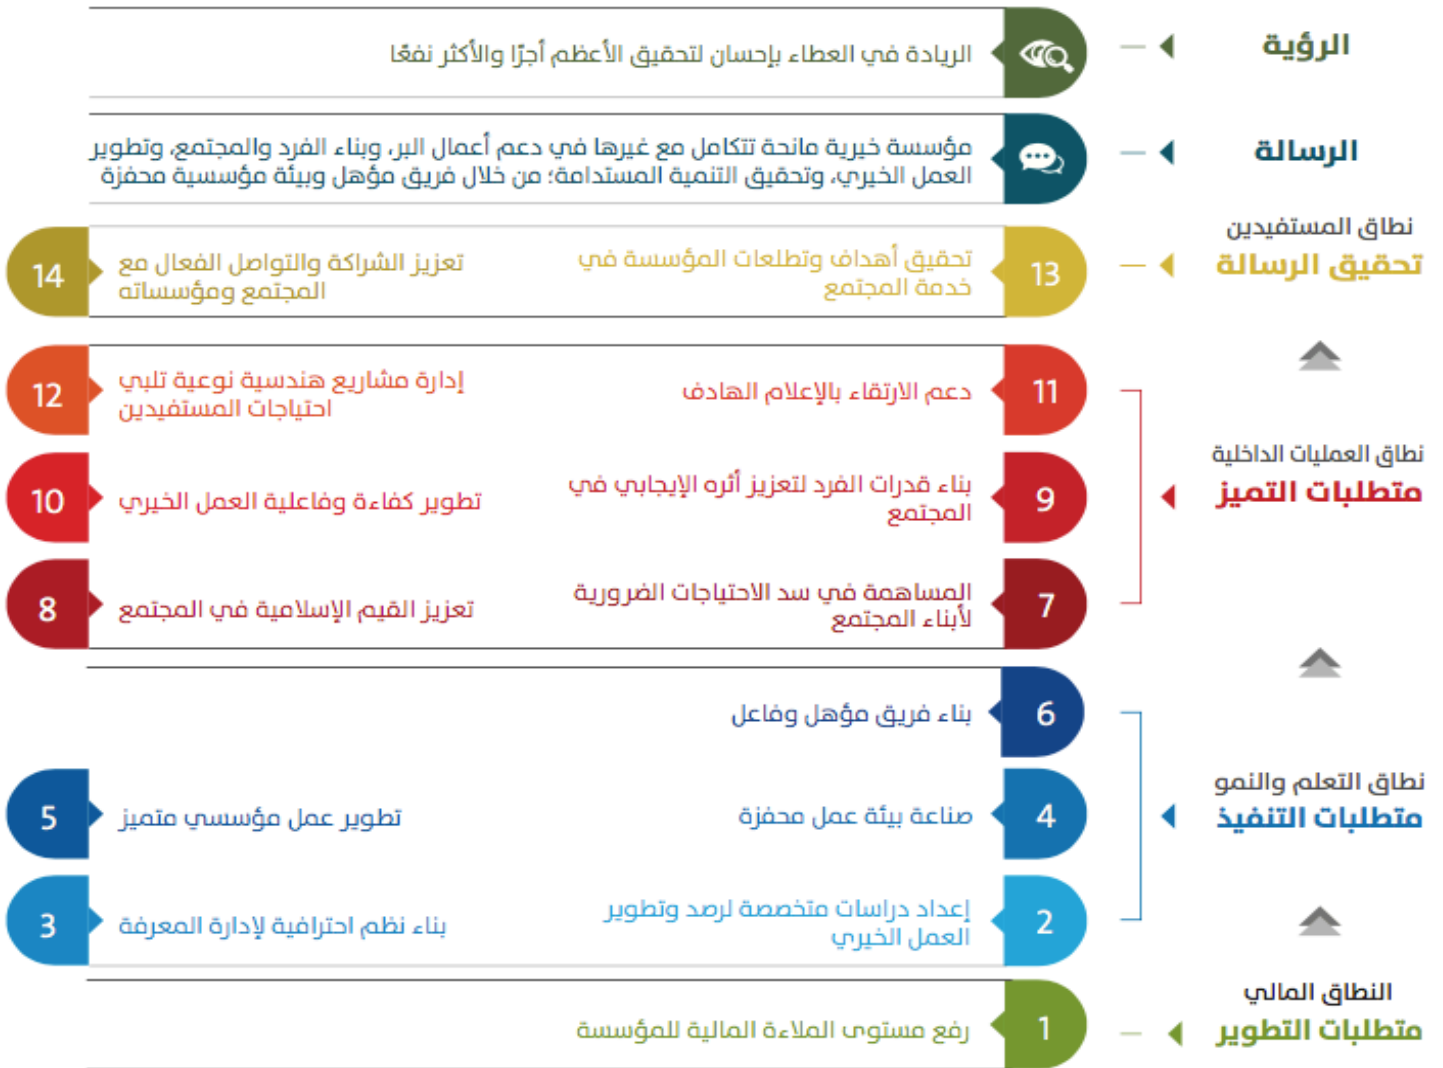 الرؤية
الريادة في العطاء بإحسان لتحقيق الأعظم أجرًا والأكثر نفعًا
الرسالة
مؤسسة خيرية مانحة تتكامل مع غيرها في دعم أعمال البر، وبناء الفرد والمجتمع، وتطوير
العمل الخيري، وتحقيق التنمية المستدامة؛ من خلال فريق مؤهل وبيئة مؤسسية محفزة
نطاق المستفيدين
تحقيق الرسالة
13
تحقيق أهداف وتطلعات المؤسسة في
خدمة المجتمع
14
تعزيز الشراكة والتواصل الفعال مع
المجتمع ومؤسساته
نطاق العمليات الداخلية
متطلبات التميز
11
دعم الارتقاء بالإعلام الهادف
12
إدارة مشاريع هندسية نوعية تلبي
احتياجات المستفيدين
9
بناء قدرات الفرد لتعزيز أثره الإيجابي في
المجتمع
10
تطوير كفاءة وفاعلية العمل الخيري
7
المساهمة في سد الاحتياجات الضرورية
لأبناء المجتمع
8
تعزيز القيم الإسلامية في المجتمع
نطاق التعلم والنمو
متطلبات التنفيذ
6
بناء فريق مؤهل وفاعل
4
صناعة بيئة عمل محفزة
5
تطوير عمل مؤسسي متميز
2
إعداد دراسات متخصصة لرصد وتطوير
العمل الخيري
3
بناء نظم احترافية لإدارة المعرفة
النطاق المالي
متطلبات التطوير
1
رفع مستوى الملاءة المالية للمؤسسة